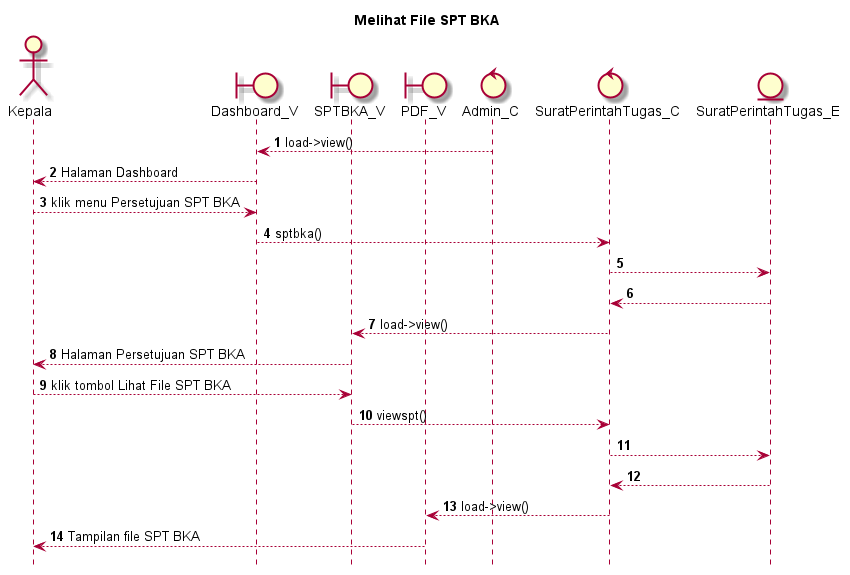 Melihat File SPT BKA
Kepala
Dashboard_V
SPTBKA_V
PDF_V
Admin_C
SuratPerintahTugas_C
SuratPerintahTugas_E
1 load->view()
2 Halaman Dashboard
3 klik menu Persetujuan SPT BKA
4 sptbka()
5
6
7 load->view()
8 Halaman Persetujuan SPT BKA
9 klik tombol Lihat File SPT BKA
10 viewspt()
11
12
13 load->view()
14 Tampilan file SPT BKA